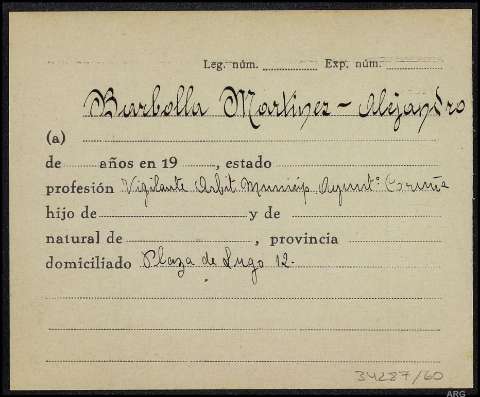 Leg. núm. Exp. núm.
Barbolla Martinez - Alejandro
(a)
de años en 19 , estado
profesión Vigilante Arbit. Municip. Ayuntº Coruña
hijo de y de
natural de , provincia
domiciliado Plaza de Lugo 12.
34287/60
ARG